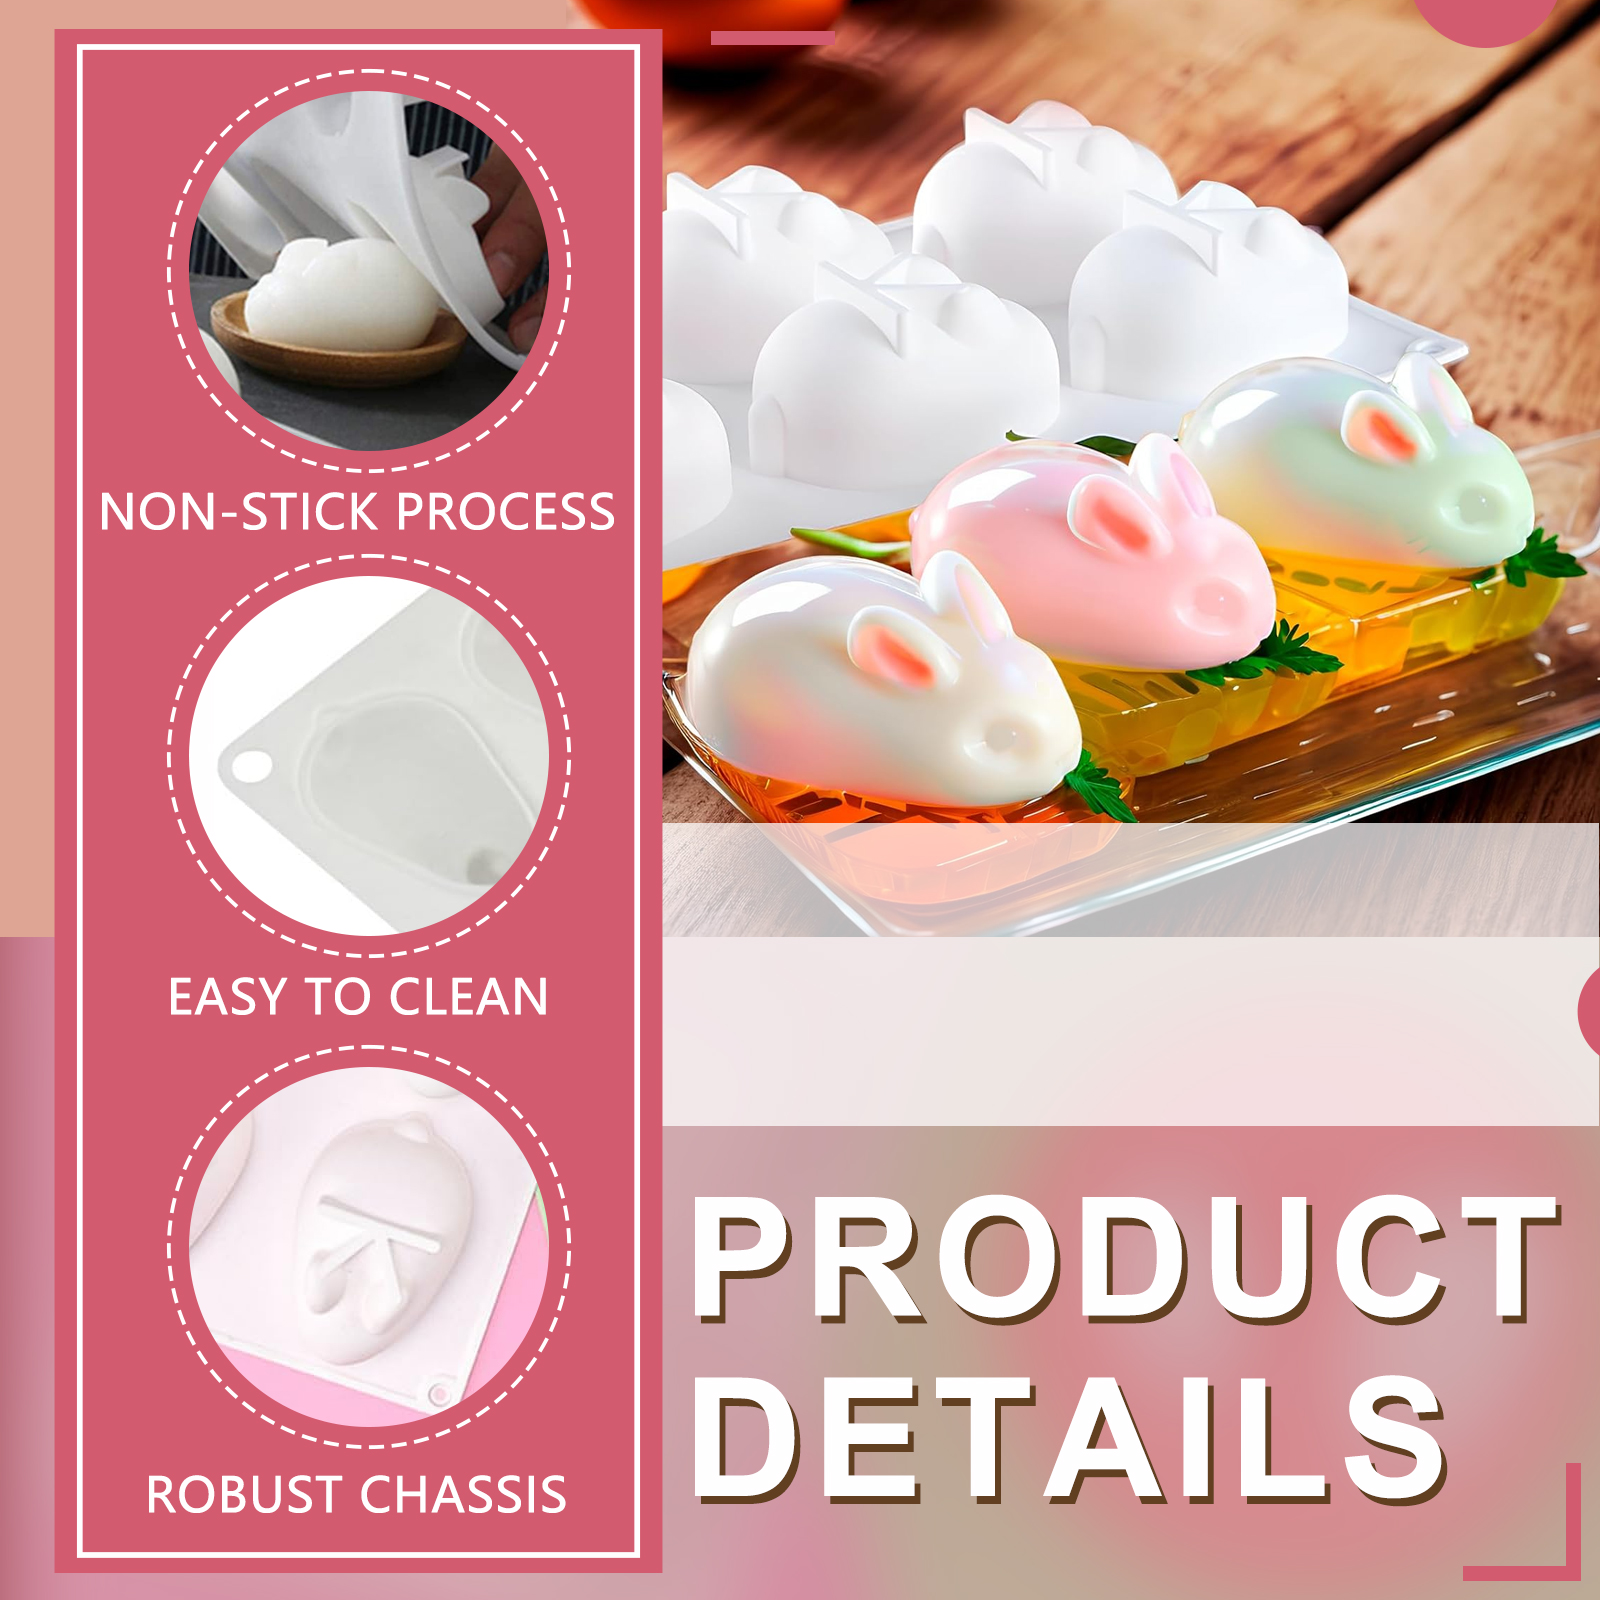 NON-STICK PROCESS
EASY TO CLEAN
ROBUST CHASSIS
PRODUCT
DETAILS